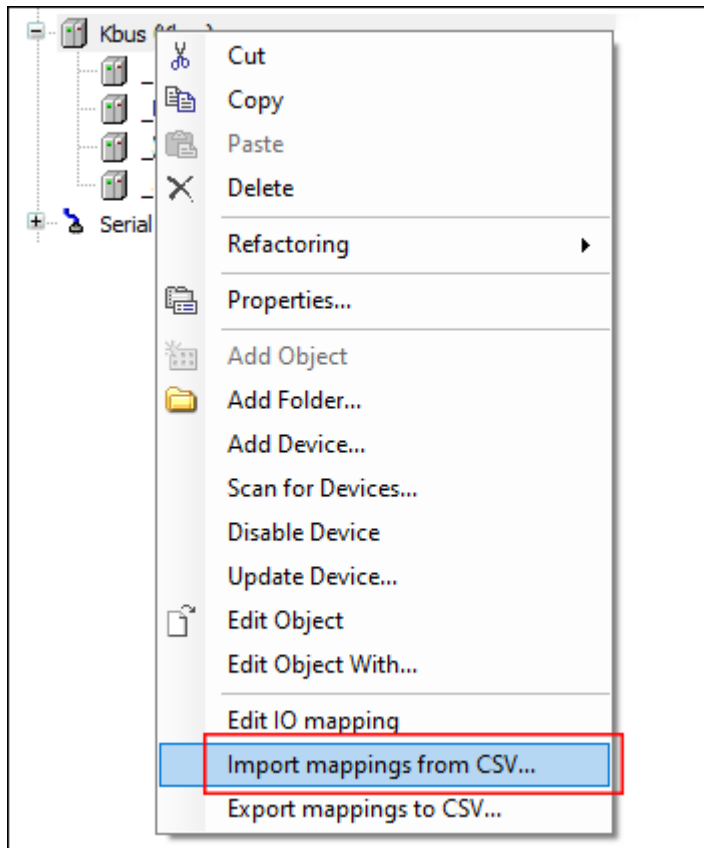 Kbus
Cut
Copy
Paste
Delete
Serial
Refactoring
Properties...
Add Object
Add Folder...
Add Device...
Scan for Devices...
Disable Device
Update Device...
Edit Object
Edit Object With...
Edit IO mapping
Import mappings from CSV...
Export mappings to CSV...